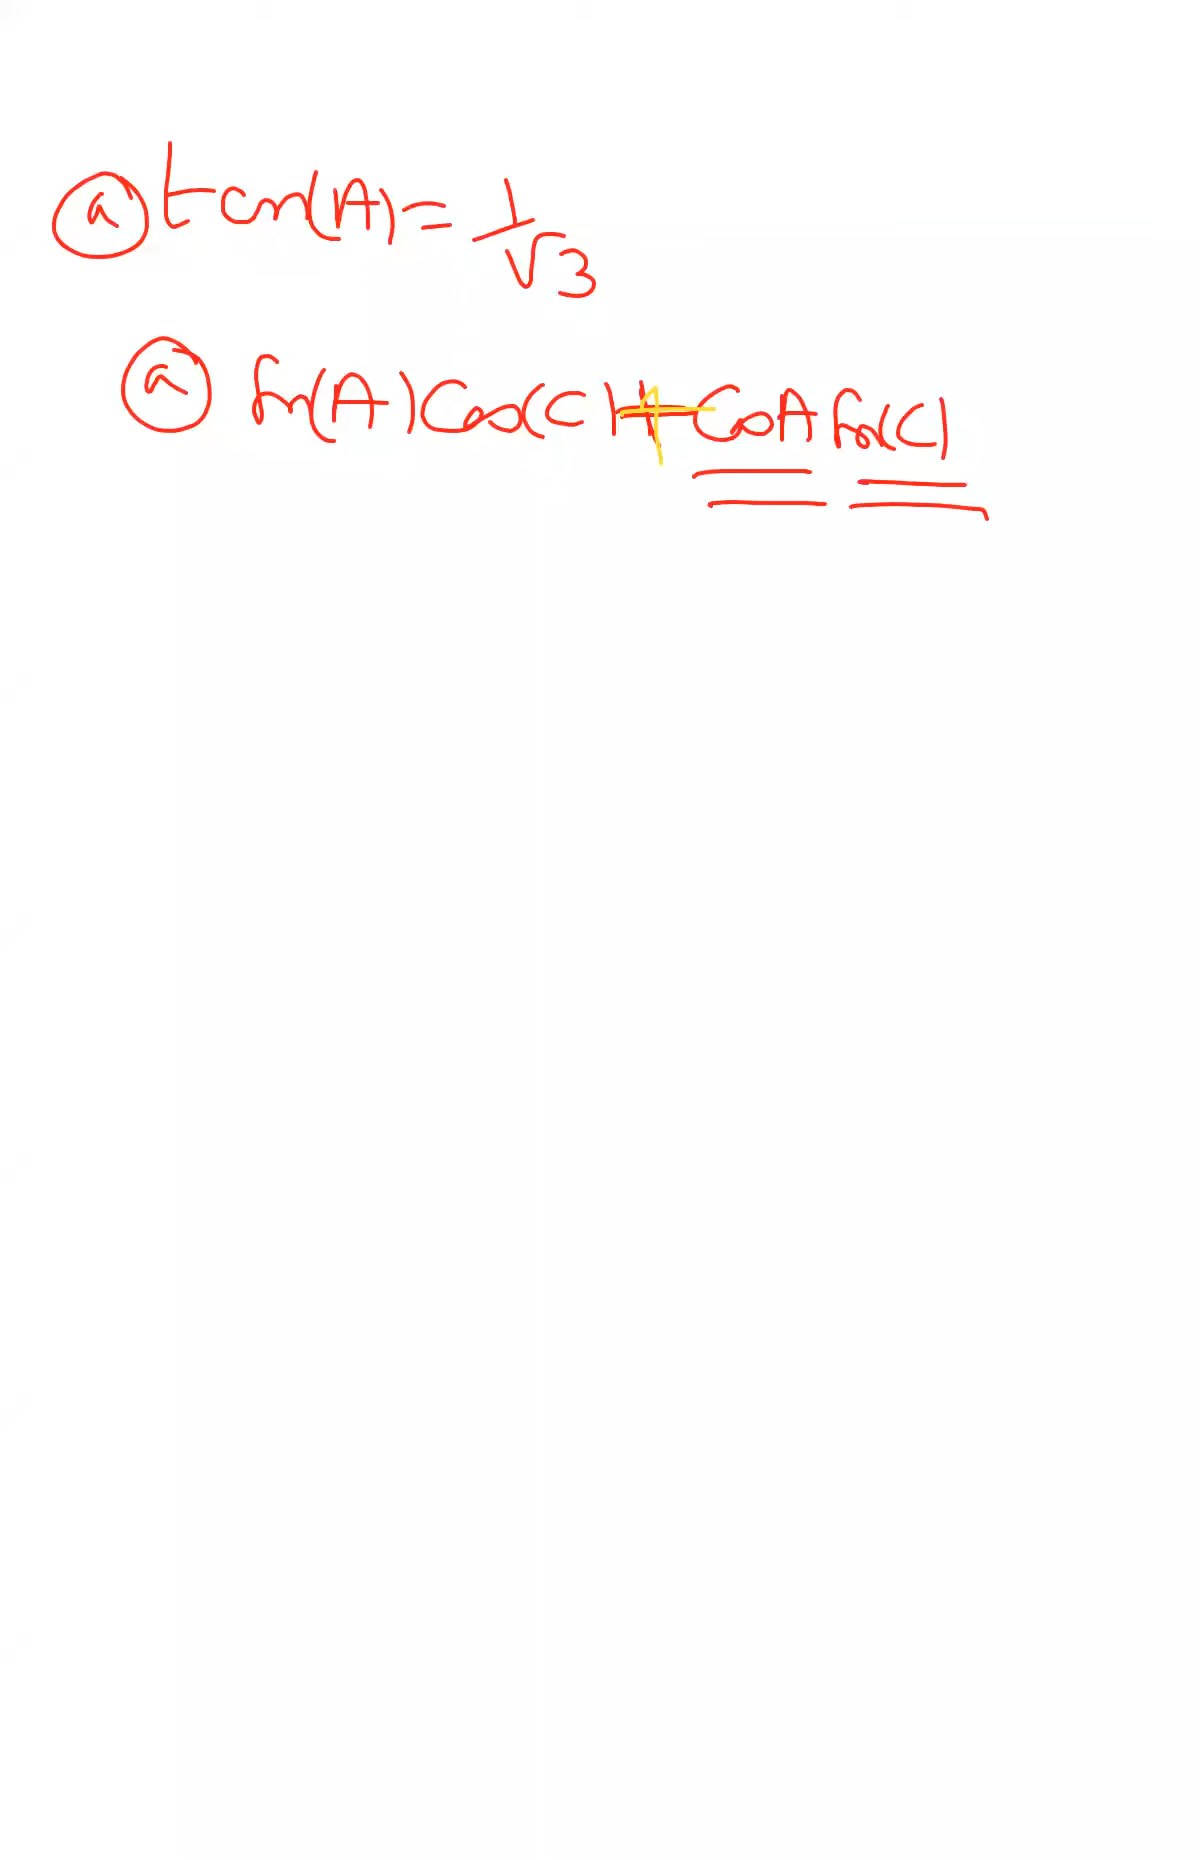 ⓐ tan(A) = 1/√3
ⓐ sin(A) Cos(C) + CosA sin(C)